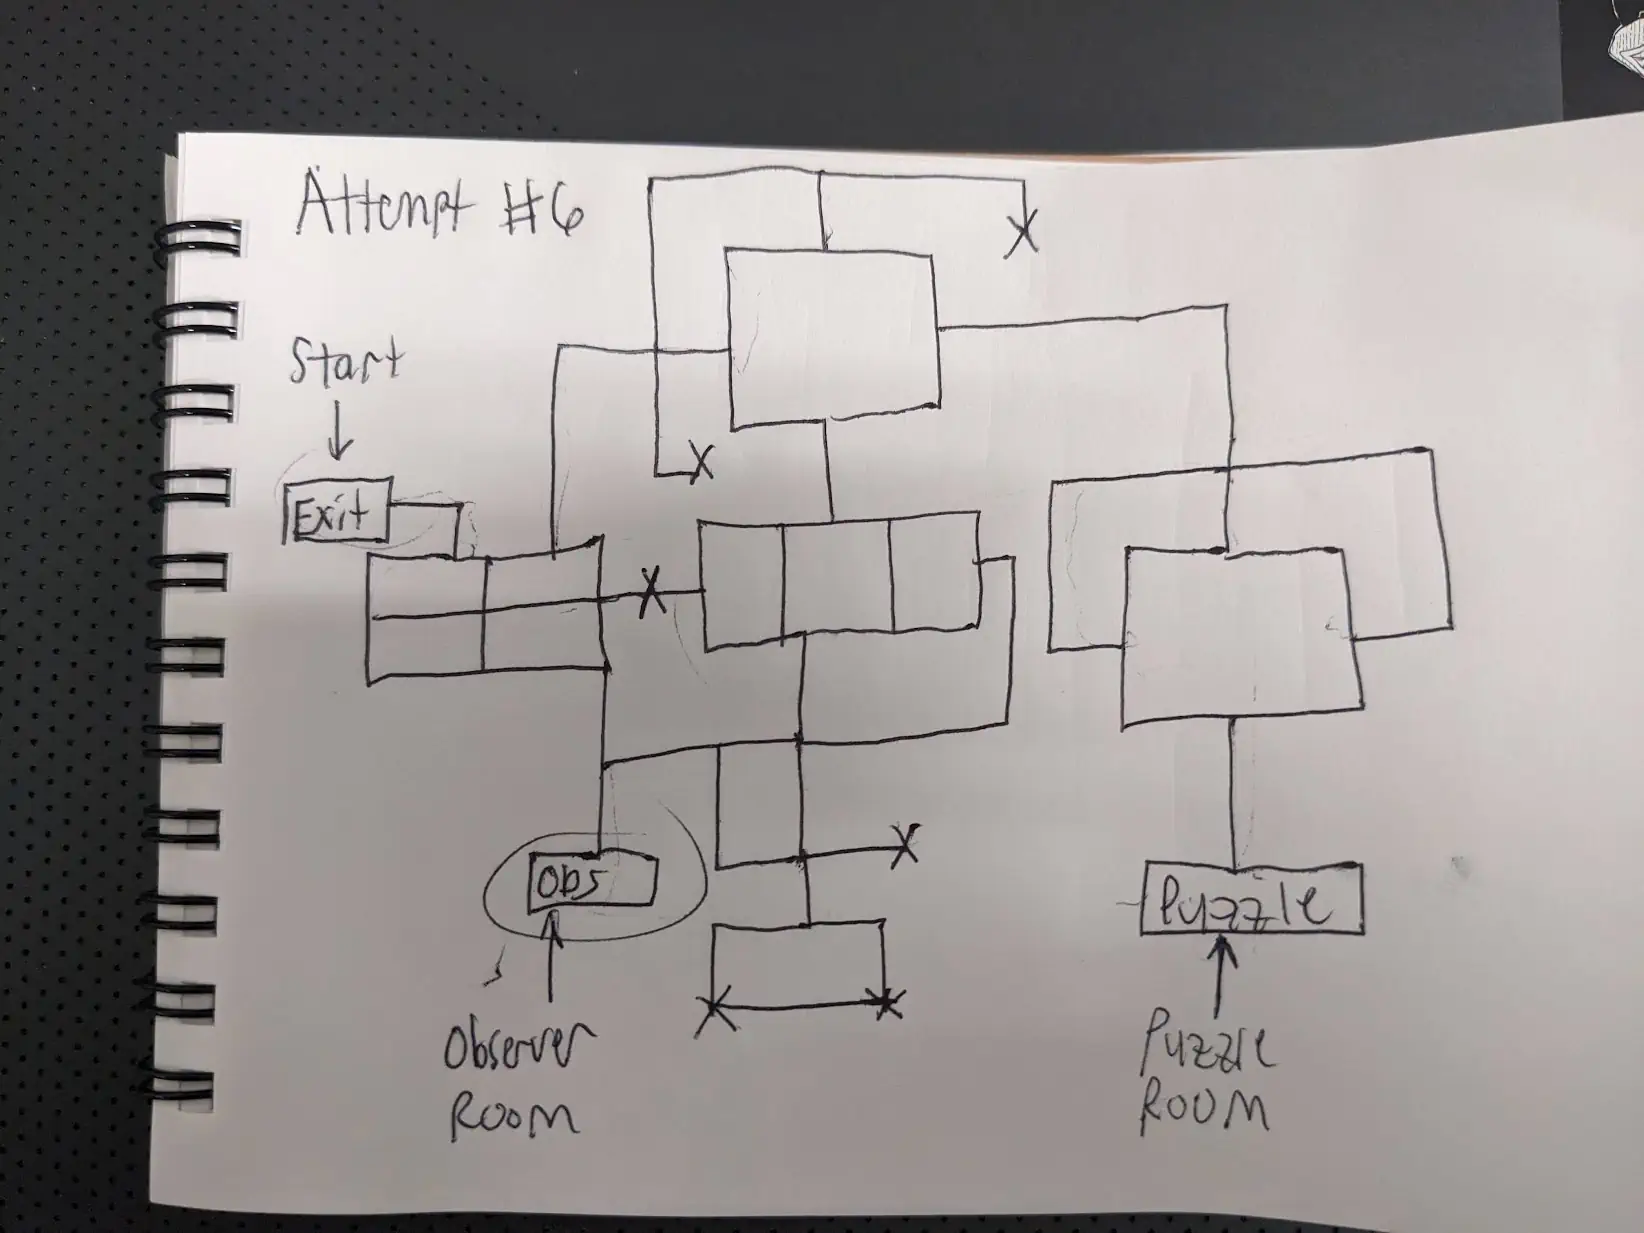 Attempt #6
Start
Exit
X
X
X
Obs
X
Puzzle
X
X
Observer
Room
Puzzle
Room